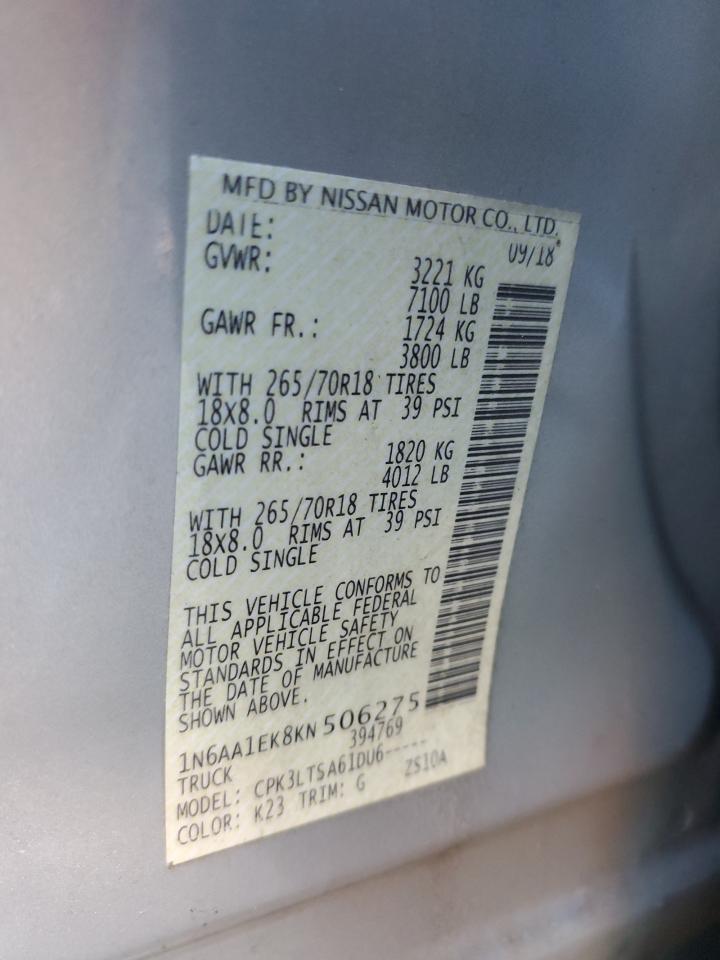 MFD BY NISSAN MOTOR CO., LTD.
DATE: 09/18
GVWR: 3221 KG
7100 LB
GAWR FR.: 1724 KG
3800 LB
WITH 265/70R18 TIRES
18X8.0 RIMS AT 39 PSI
COLD SINGLE
GAWR RR.: 1820 KG
4012 LB
WITH 265/70R18 TIRES
18X8.0 RIMS AT 39 PSI
COLD SINGLE
THIS VEHICLE CONFORMS TO
ALL APPLICABLE FEDERAL
MOTOR VEHICLE SAFETY
STANDARDS IN EFFECT ON
THE DATE OF MANUFACTURE
SHOWN ABOVE.
1N6AA1EK8KN506275
TRUCK 394769
MODEL: CPK3LTSA61DU6-----
COLOR: K23 TRIM: G ZS10A